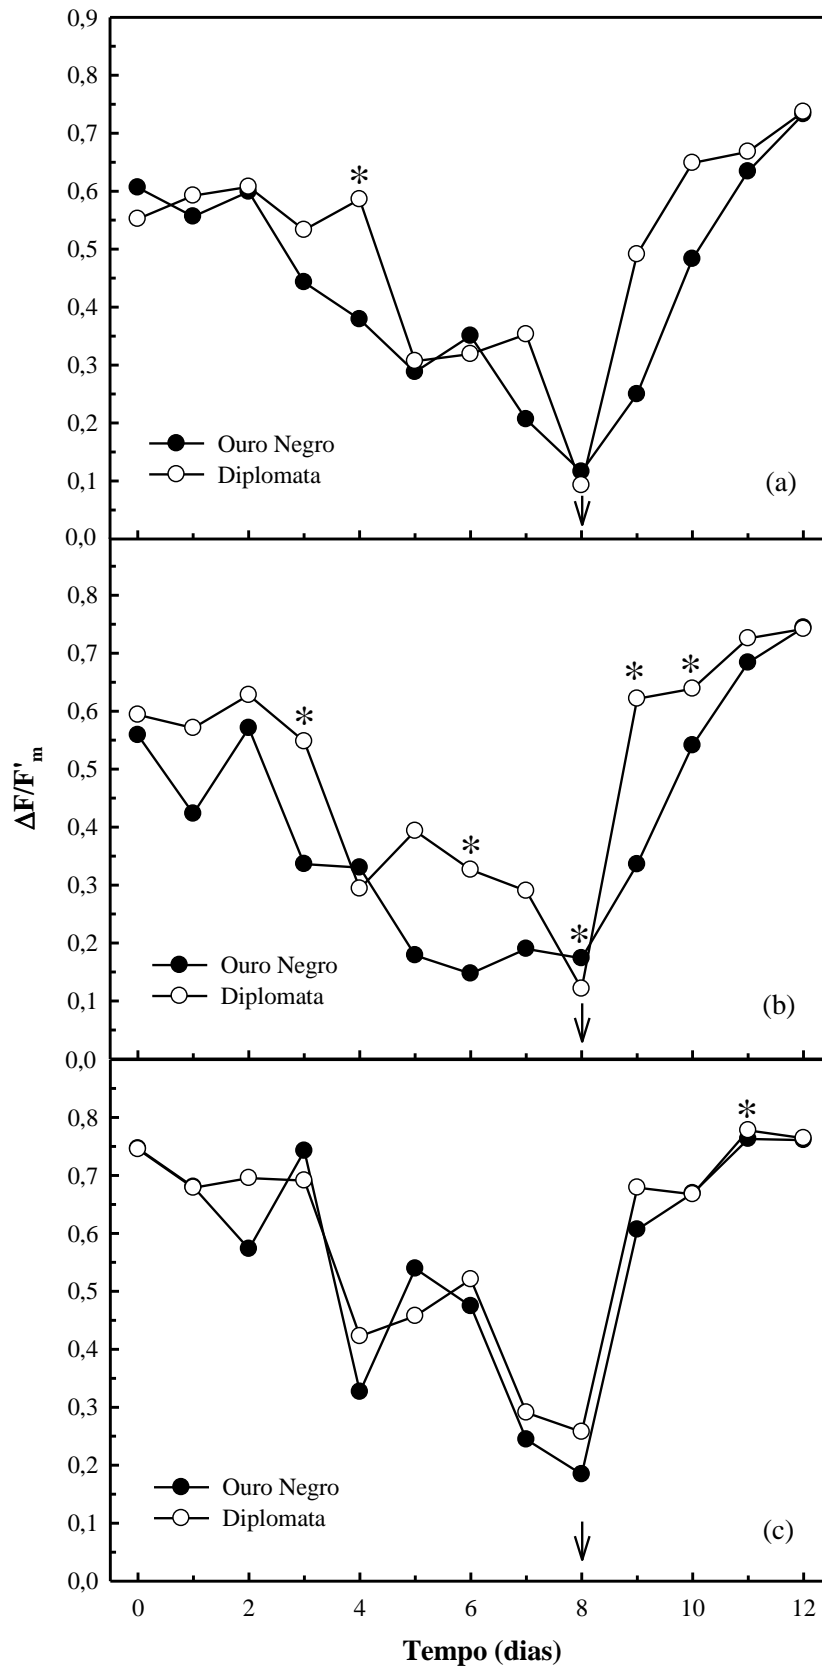 0,9
0,8
0,7
0,6
*
0,5
0,4
0,3
0,2
Ouro Negro
Diplomata
0,1
(a)
0,0
0,8
0,7
* *
*
0,6
0,5
ΔF/F'm
0,4
*
0,3
0,2
*
Ouro Negro
Diplomata
0,1
(b)
0,0
0,8
*
0,7
0,6
0,5
0,4
0,3
0,2
Ouro Negro
Diplomata
0,1
(c)
0,0
0 2 4 6 8 10 12
Tempo (dias)